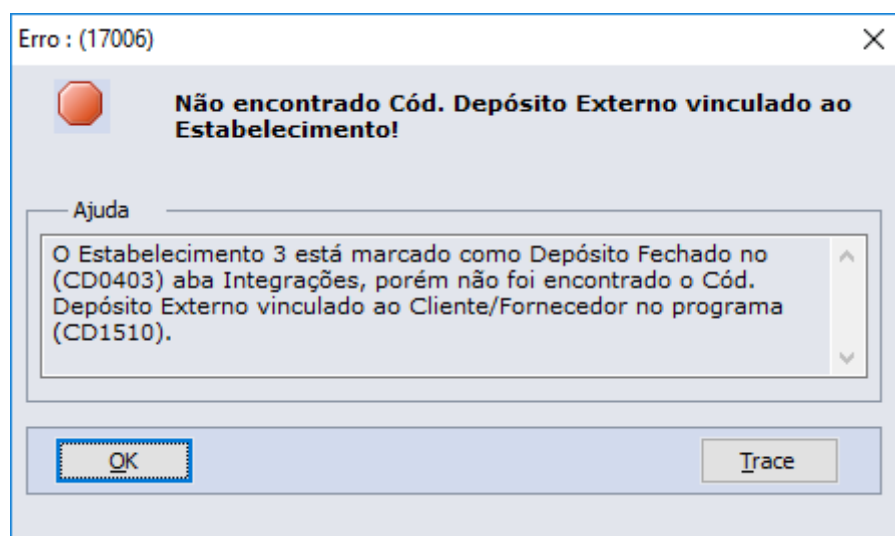 Erro : (17006)
Não encontrado Cód. Depósito Externo vinculado ao
Estabelecimento!
Ajuda
O Estabelecimento 3 está marcado como Depósito Fechado no
(CD0403) aba Integrações, porém não foi encontrado o Cód.
Depósito Externo vinculado ao Cliente/Fornecedor no programa
(CD1510).
OK
Trace